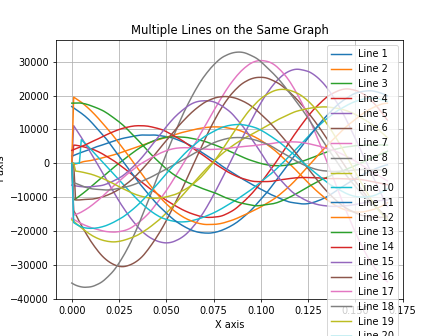 Multiple Lines on the Same Graph
30000
20000
10000
0
−10000
−20000
−30000
−40000
0.000
0.025
0.050
0.075
0.100
0.125
0.175
X axis
Line 1
Line 2
Line 3
Line 4
Line 5
Line 6
Line 7
Line 8
Line 9
Line 10
Line 11
Line 12
Line 13
Line 14
Line 15
Line 16
Line 17
Line 18
Line 19
Line 20